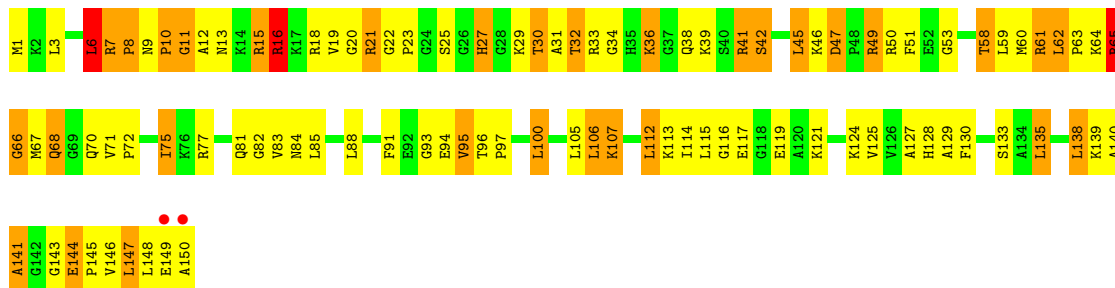 M1 K2 L3 L6 R7 P8 N9 P10 G11 A12 N13 K14 R15 R16 K17 R18 V19 G20 R21 G22 P23 G24 S25 G26 H27 G28 K29 T30 A31 T32 R33 G34 H35 K36 G37 Q38 K39 S40 R41 S42 L45 K46 D47 P48 R49 R50 F51 E52 G53 T58 L59 M60 R61 L62 P63 K64 R65
G66 M67 Q68 G69 Q70 V71 P72 I75 K76 R77 Q81 G82 V83 N84 L85 L88 F91 E92 G93 E94 V95 T96 P97 L100 L105 L106 K107 L112 K113 I114 L115 G116 E117 G118 E119 A120 K121 K124 V125 V126 A127 H128 A129 F130 S133 A134 L135 L138 K139 A140
A141 G142 G143 E144 P145 V146 L147 L148 E149 A150